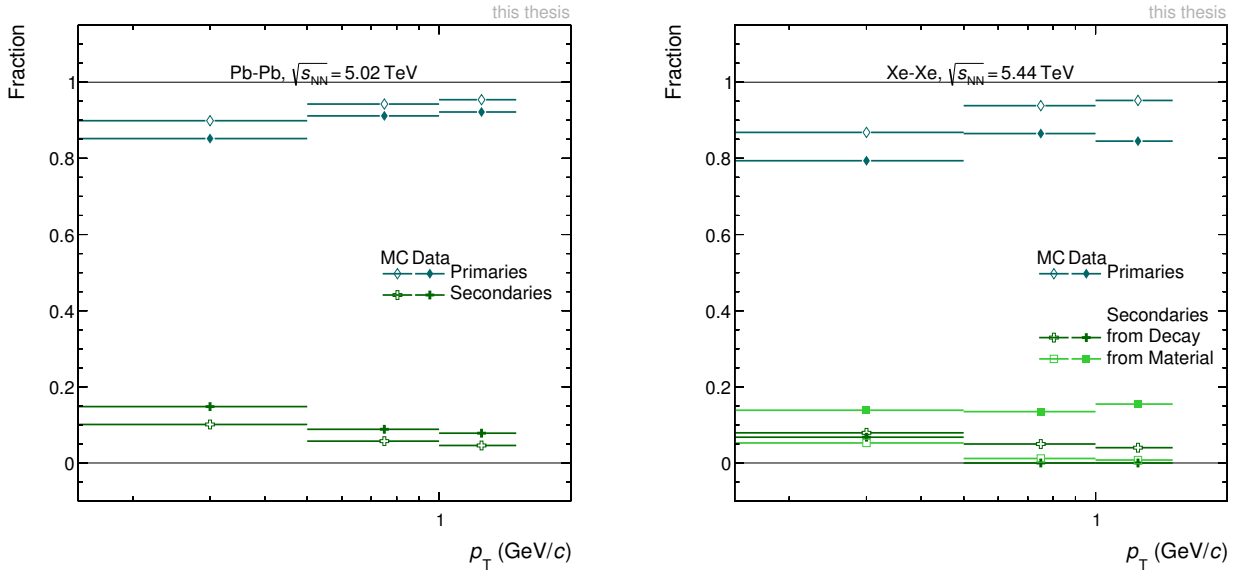 this thesis
Fraction
Pb-Pb, √sNN = 5.02 TeV
1
0.8
0.6
0.4
0.2
0
MC Data
Primaries
Secondaries
1
pT (GeV/c)
this thesis
Fraction
Xe-Xe, √sNN = 5.44 TeV
1
0.8
0.6
0.4
0.2
0
MC Data
Primaries
Secondaries
from Decay
from Material
1
pT (GeV/c)